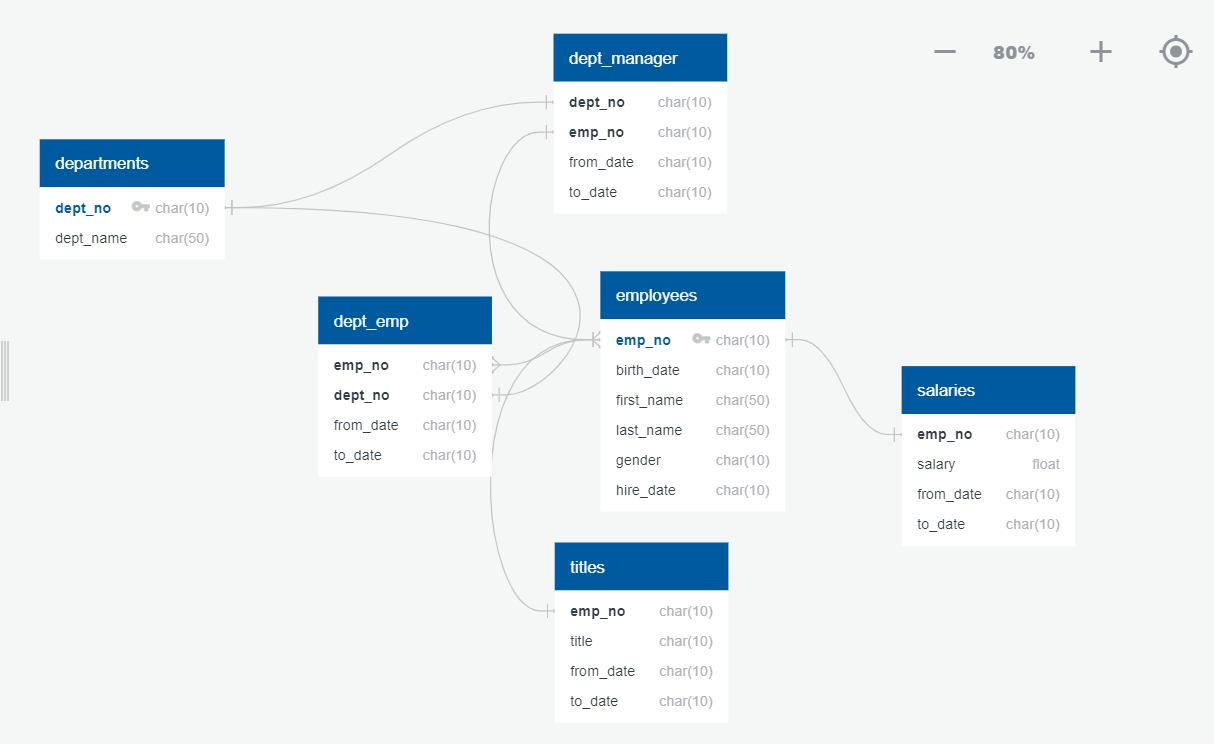 80%
dept_manager
dept_no char(10)
emp_no char(10)
from_date char(10)
to_date char(10)
departments
dept_no char(10)
dept_name char(50)
dept_emp
emp_no char(10)
dept_no char(10)
from_date char(10)
to_date char(10)
employees
emp_no char(10)
birth_date char(10)
first_name char(50)
last_name char(50)
gender char(10)
hire_date char(10)
salaries
emp_no char(10)
salary float
from_date char(10)
to_date char(10)
titles
emp_no char(10)
title char(10)
from_date char(10)
to_date char(10)